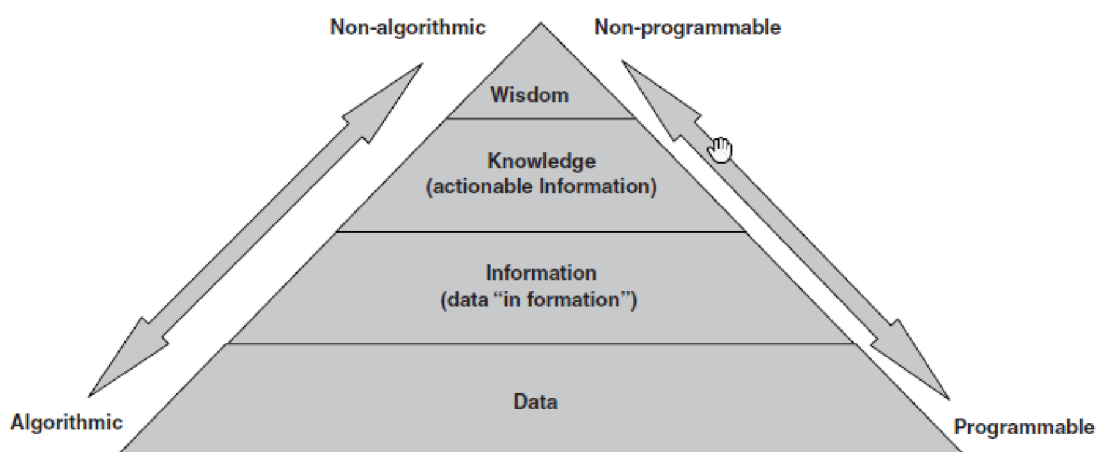 Non-algorithmic
Non-programmable
Wisdom
Knowledge
(actionable Information)
Information
(data “in formation”)
Data
Algorithmic
Programmable